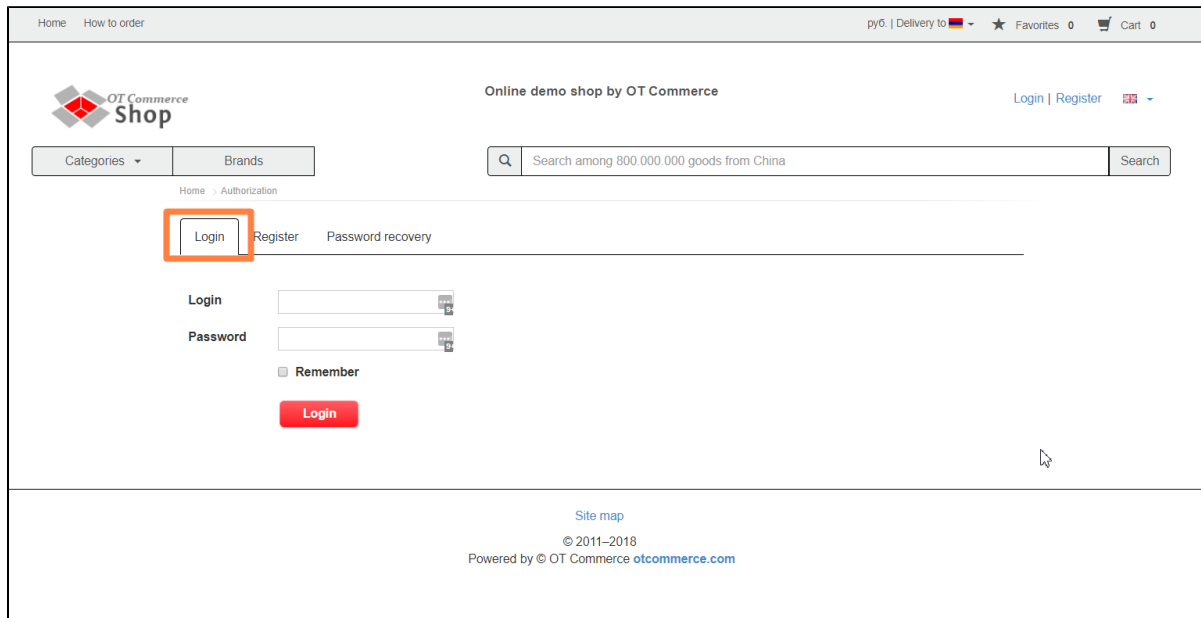 Home How to order руб. | Delivery to Favorites 0 Cart 0
OT Commerce
Shop
Online demo shop by OT Commerce
Login | Register
Categories Brands Search among 800.000.000 goods from China Search
Home > Authorization
Login Register Password recovery
Login
Password
Remember
Login
Site map
© 2011–2018
Powered by © OT Commerce otcommerce.com